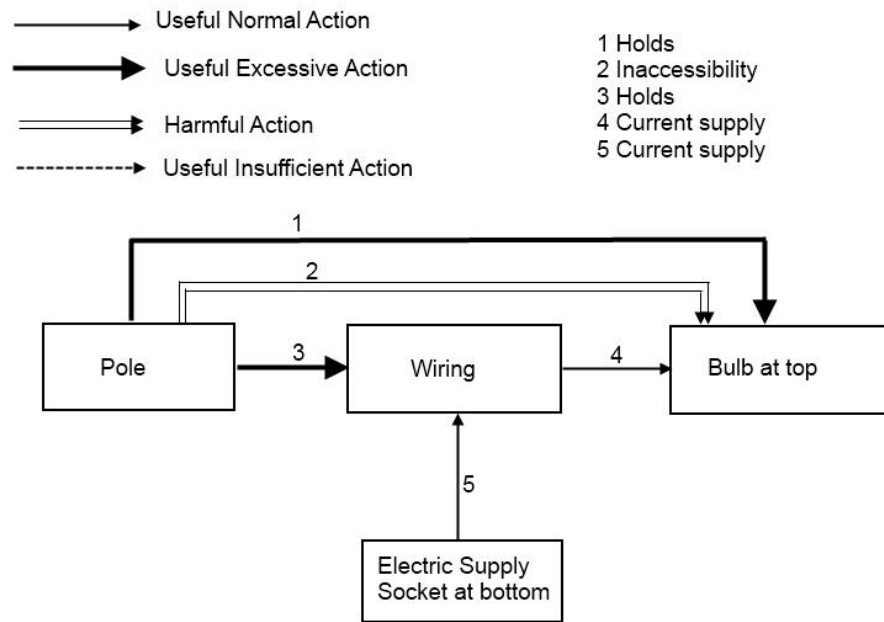 Useful Normal Action
Useful Excessive Action
Harmful Action
Useful Insufficient Action
1 Holds
2 Inaccessibility
3 Holds
4 Current supply
5 Current supply
1
2
Pole
3
Wiring
4
Bulb at top
5
Electric Supply
Socket at bottom